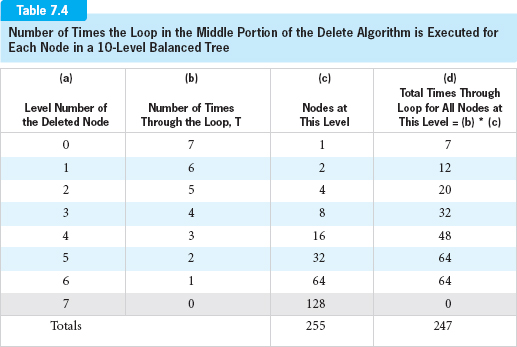 Table 7.4
Number of Times the Loop in the Middle Portion of the Delete Algorithm is Executed for
Each Node in a 10-Level Balanced Tree
(a) (b) (c) (d)
Level Number of the Deleted Node
Number of Times Through the Loop, T
Nodes at This Level
Total Times Through Loop for All Nodes at This Level = (b) * (c)
0 7 1 7
1 6 2 12
2 5 4 20
3 4 8 32
4 3 16 48
5 2 32 64
6 1 64 64
7 0 128 0
Totals 255 247